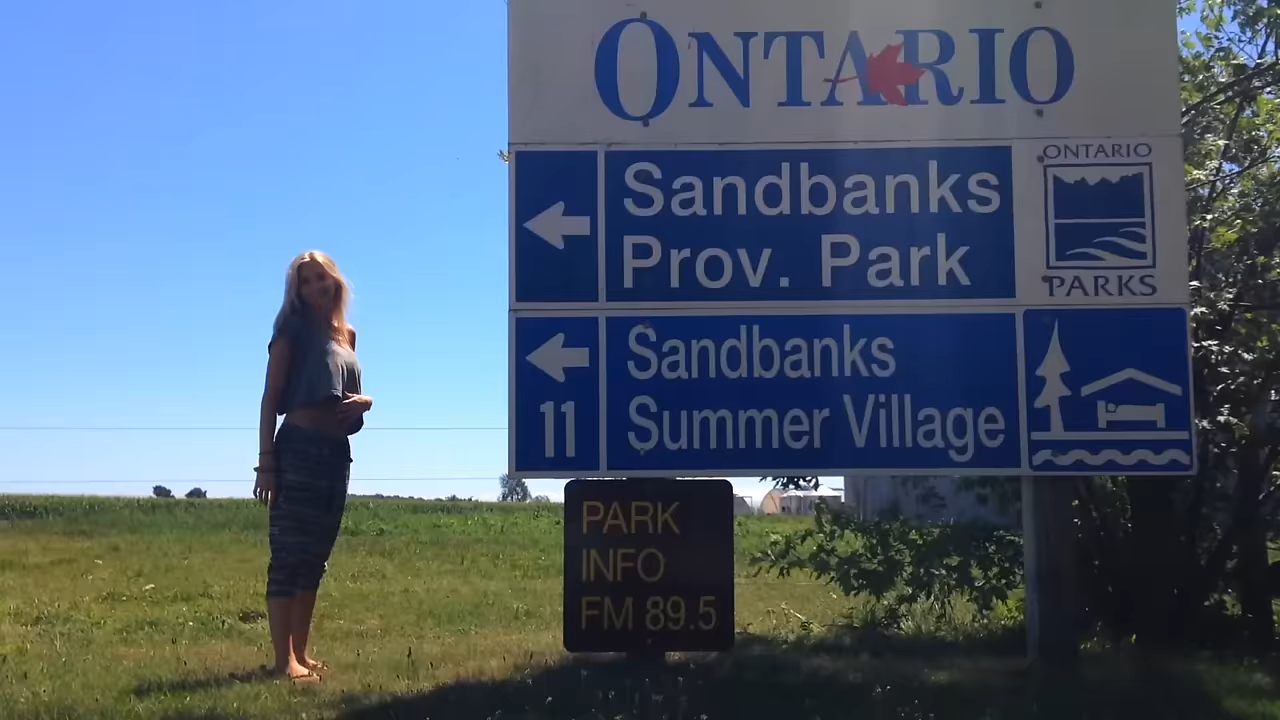 ONTARIO
Sandbanks
Prov. Park
ONTARIO
PARKS
11
Sandbanks
Summer Village
PARK
INFO
FM 89.5